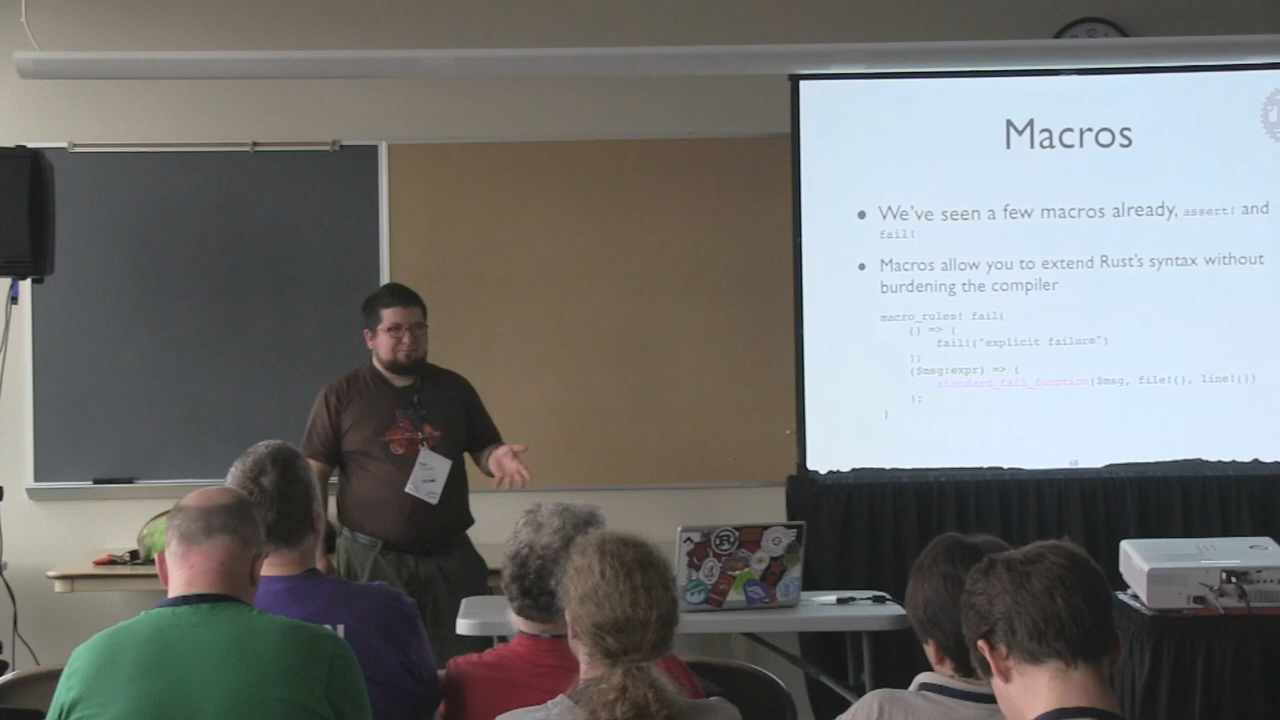 Macros
• We've seen a few macros already, assert! and
fail!
• Macros allow you to extend Rust's syntax without
burdening the compiler
macro_rules! fail(
() => (
fail!("explicit failure")
);
($msg:expr) => (
standard_fail_function($msg, file!(), line!())
);
)
R